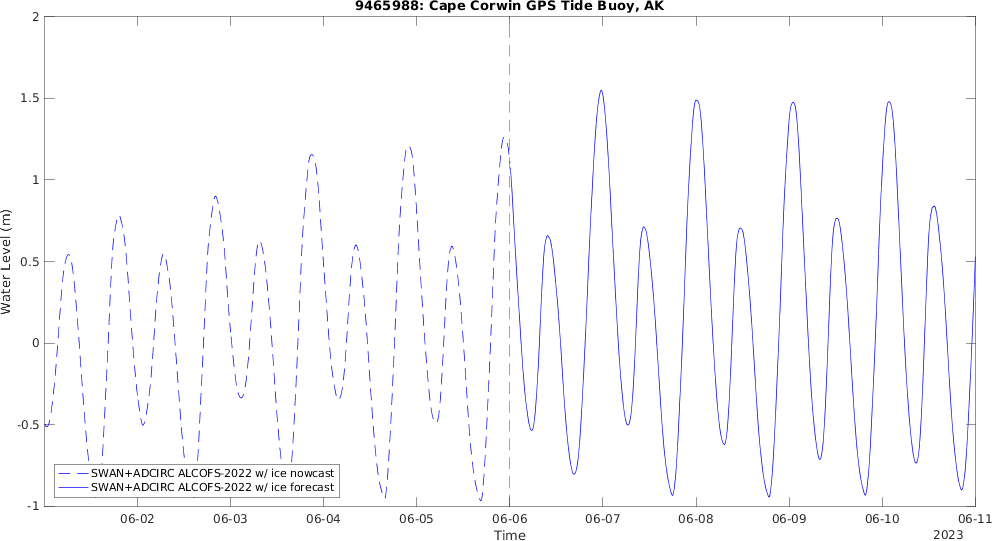 9465988: Cape Corwin GPS Tide Buoy, AK
2
1.5
1
0.5
0
-0.5
-1
Water Level (m)
SWAN+ADCIRC ALCOFS-2022 w/ ice nowcast
SWAN+ADCIRC ALCOFS-2022 w/ ice forecast
06-02 06-03 06-04 06-05 06-06 06-07 06-08 06-09 06-10 06-11
Time
2023